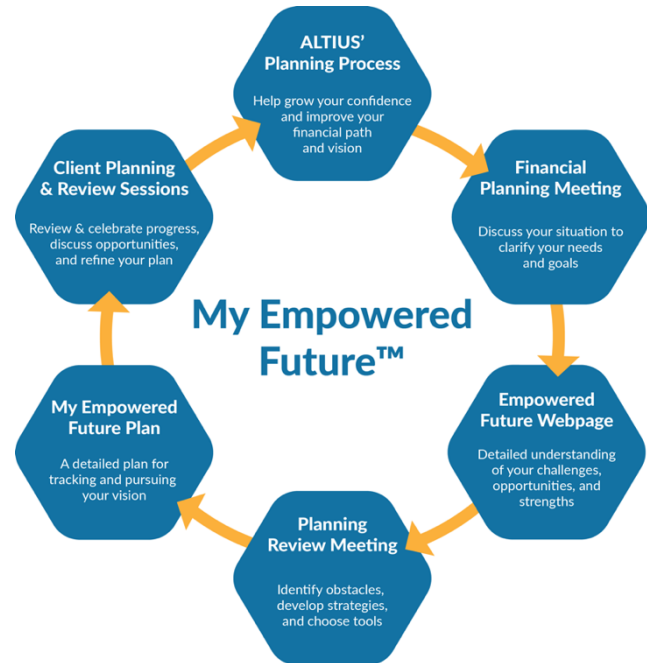 ALTIUS'
Planning Process
Help grow your confidence
and improve your
financial path
and vision
Financial
Planning Meeting
Discuss your situation to
clarify your needs
and goals
Empowered
Future Webpage
Detailed understanding
of your challenges,
opportunities, and
strengths
Planning
Review Meeting
Identify obstacles,
develop strategies,
and choose tools
My Empowered
Future Plan
A detailed plan for
tracking and pursuing
your vision
Client Planning
& Review Sessions
Review & celebrate progress,
discuss opportunities,
and refine your plan
My Empowered
Future™